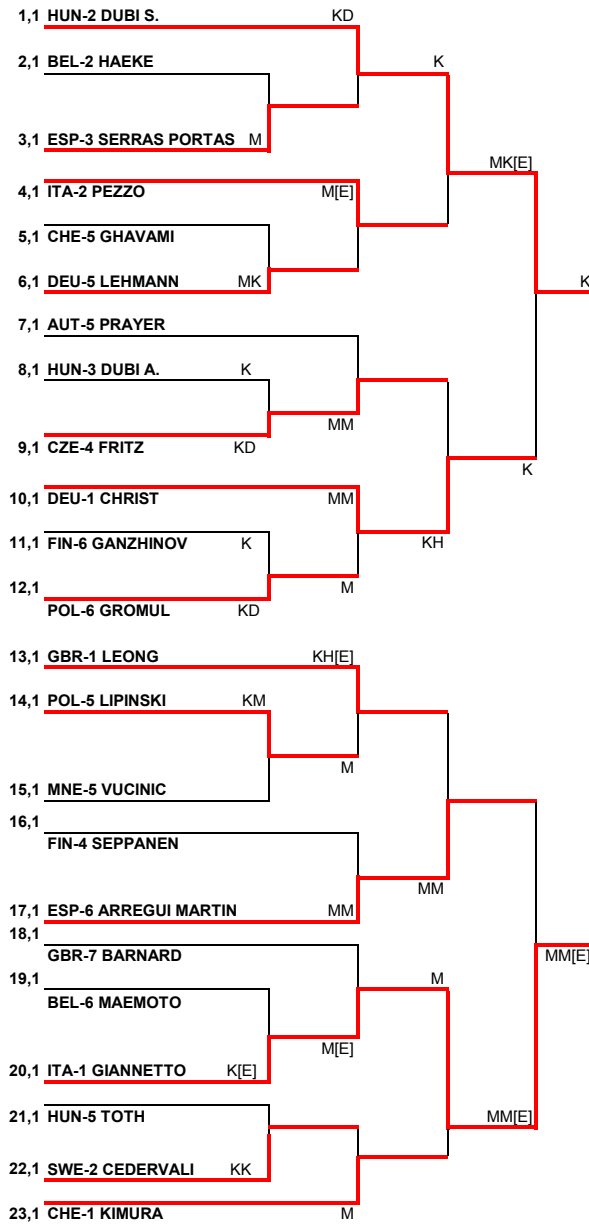 1,1 HUN-2 DUBI S. KD
2,1 BEL-2 HAEKE K
3,1 ESP-3 SERRAS PORTAS M
MK[E]
4,1 ITA-2 PEZZO M[E]
5,1 CHE-5 GHAVAMI
6,1 DEU-5 LEHMANN MK K
7,1 AUT-5 PRAYER
8,1 HUN-3 DUBI A. K
MM
9,1 CZE-4 FRITZ KD
K
10,1 DEU-1 CHRIST MM
11,1 FIN-6 GANZHINOV K KH
12,1 M
POL-6 GROMUL KD
13,1 GBR-1 LEONG KH[E]
14,1 POL-5 LIPINSKI KM
M
15,1 MNE-5 VUCINIC
16,1
FIN-4 SEPPANEN
MM
17,1 ESP-6 ARREGUI MARTIN MM
18,1
GBR-7 BARNARD MM[E]
19,1 M
BEL-6 MAEMOTO
M[E]
20,1 ITA-1 GIANNETTO K[E]
21,1 HUN-5 TOTH MM[E]
22,1 SWE-2 CEDERVALI KK
23,1 CHE-1 KIMURA M